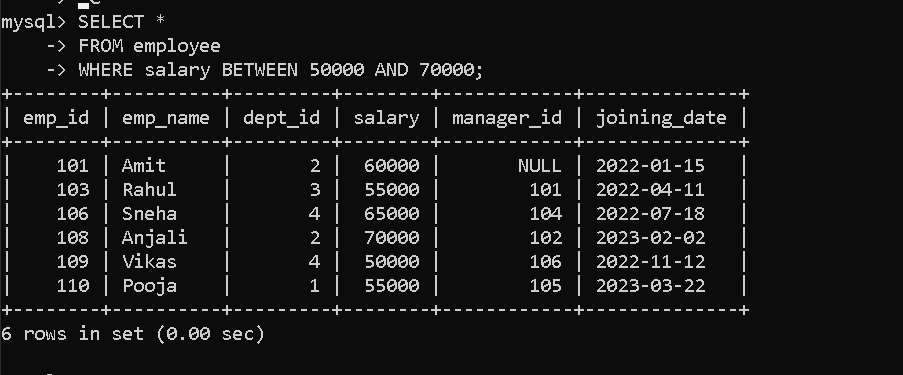 mysql> SELECT *
    -> FROM employee
    -> WHERE salary BETWEEN 50000 AND 70000;
+--------+----------+---------+--------+------------+--------------+
| emp_id | emp_name | dept_id | salary | manager_id | joining_date |
+--------+----------+---------+--------+------------+--------------+
|    101 | Amit     |       2 |  60000 |       NULL | 2022-01-15   |
|    103 | Rahul    |       3 |  55000 |        101 | 2022-04-11   |
|    106 | Sneha    |       4 |  65000 |        104 | 2022-07-18   |
|    108 | Anjali   |       2 |  70000 |        102 | 2023-02-02   |
|    109 | Vikas    |       4 |  50000 |        106 | 2022-11-12   |
|    110 | Pooja    |       1 |  55000 |        105 | 2023-03-22   |
+--------+----------+---------+--------+------------+--------------+
6 rows in set (0.00 sec)